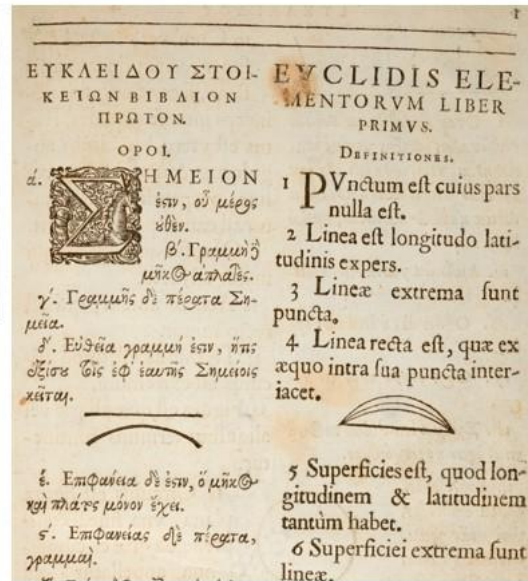 1
ΕΥΚΛΕΙΔΟΥ ΣΤΟΙ-
ΚΕΙΩΝ ΒΙΒΛΙΟΝ
ΠΡΩΤΟΝ.
ΟΡΟΙ.
ά. ΣΗΜΕΙΟΝ
ἐστιν, οὗ μέρος
οὐθέν.
β΄. Γραμμὴ δὲ
μῆκος ἀπλατές.
γ΄. Γραμμῆς δὲ πέρατα Ση-
μεῖα.
δ΄. Εὐθεῖα γραμμή ἐστιν, ἥτις
ἐξίσου τοῖς ἐφ᾽ ἑαυτῆς Σημείοις
κεῖται.
έ. Ἐπιφάνεια δέ ἐστιν, ὃ μῆκος
καὶ πλάτος μόνον ἔχει.
ς΄. Ἐπιφανείας δὲ πέρατα,
γραμμαί.
EVCLIDIS ELE-
MENTORVM LIBER
PRIMVS.
DEFINITIONES.
1 PVnctum eſt cuius pars
nulla eſt.
2 Linea eſt longitudo lati-
tudinis expers.
3 Lineæ extrema ſunt
puncta.
4 Linea recta eſt, quæ ex
æquo intra ſua puncta inter-
iacet.
5 Superficies eſt, quod lon-
gitudinem & latitudinem
tantùm habet.
6 Superficiei extrema ſunt
lineæ.